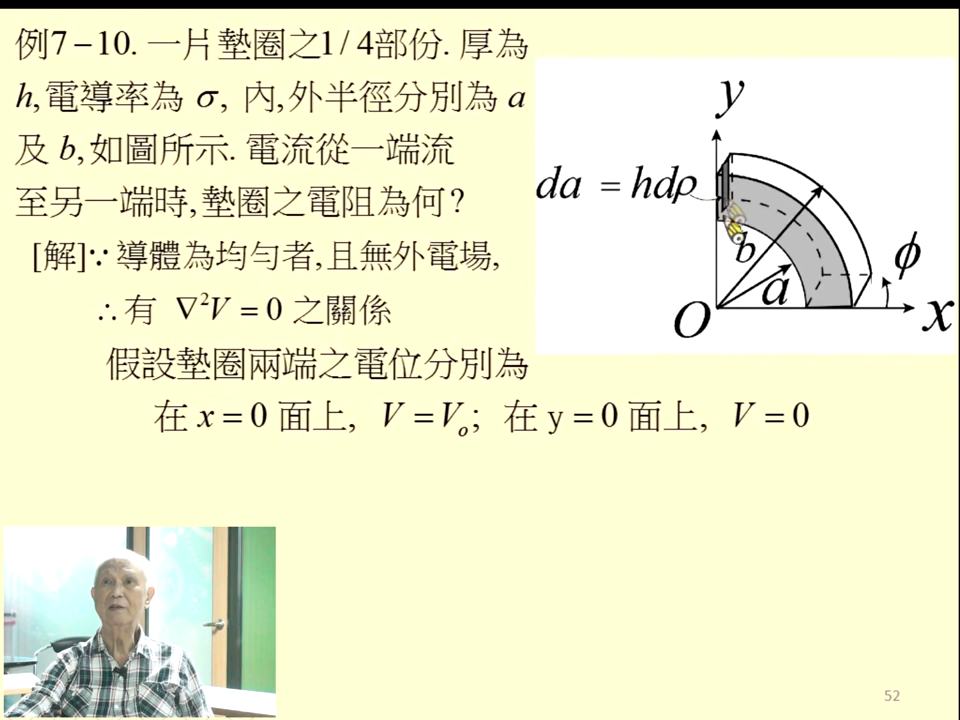 例7－10. 一片墊圈之1/4部份. 厚為
h, 電導率為 σ, 內,外半徑分別為 a
及 b, 如圖所示. 電流從一端流
至另一端時, 墊圈之電阻為何?
[解]∵ 導體為均勻者, 且無外電場,
∴有 ∇²V = 0 之關係
假設墊圈兩端之電位分別為
在 x = 0 面上, V = Vₒ; 在 y = 0 面上, V = 0
y
da = hdρ
b
a
ϕ
O
x
52